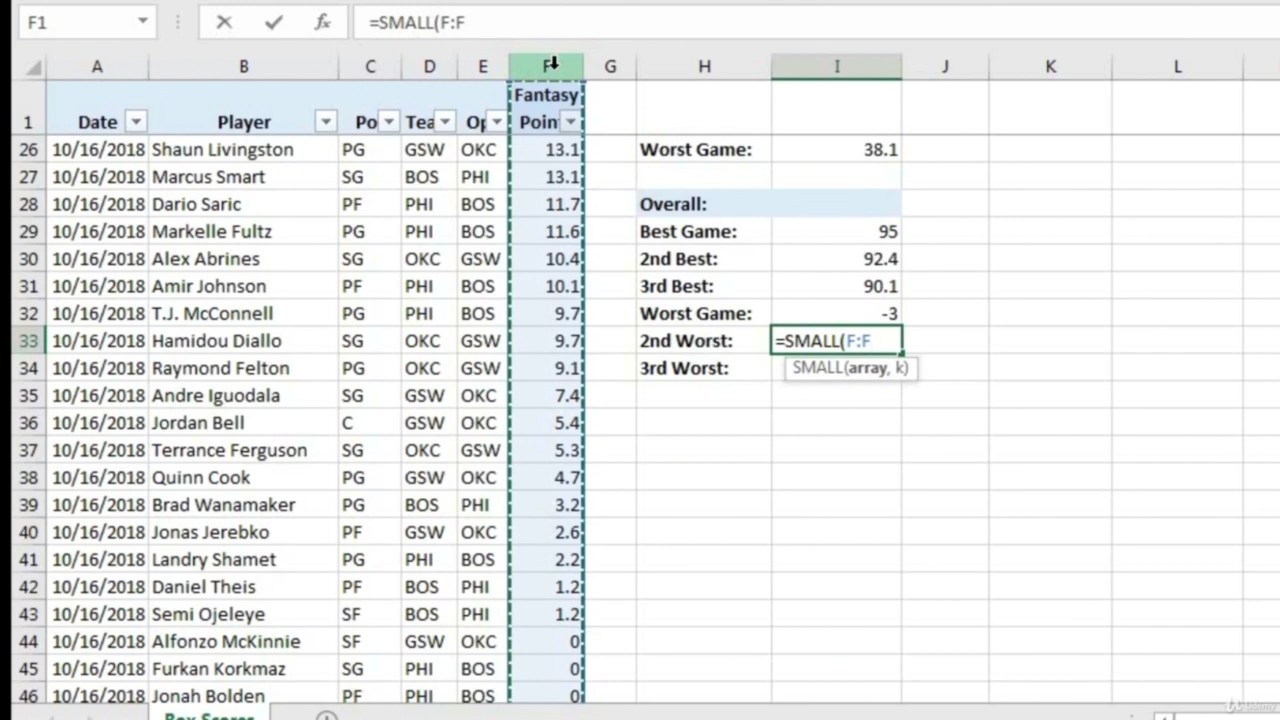 F1 fx =SMALL(F:F
A B C D E F G H I J K L
1 Date Player Po Tea Op Fantasy
Poin
26 10/16/2018 Shaun Livingston PG GSW OKC 13.1 Worst Game: 38.1
27 10/16/2018 Marcus Smart SG BOS PHI 13.1
28 10/16/2018 Dario Saric PF PHI BOS 11.7 Overall:
29 10/16/2018 Markelle Fultz PG PHI BOS 11.6 Best Game: 95
30 10/16/2018 Alex Abrines SG OKC GSW 10.4 2nd Best: 92.4
31 10/16/2018 Amir Johnson PF PHI BOS 10.1 3rd Best: 90.1
32 10/16/2018 T.J. McConnell PG PHI BOS 9.7 Worst Game: -3
33 10/16/2018 Hamidou Diallo SG OKC GSW 9.7 2nd Worst: =SMALL(F:F
34 10/16/2018 Raymond Felton PG OKC GSW 9.1 3rd Worst: SMALL(array, k)
35 10/16/2018 Andre Iguodala SG GSW OKC 7.4
36 10/16/2018 Jordan Bell C GSW OKC 5.4
37 10/16/2018 Terrance Ferguson SG OKC GSW 5.3
38 10/16/2018 Quinn Cook PG GSW OKC 4.7
39 10/16/2018 Brad Wanamaker PG BOS PHI 3.2
40 10/16/2018 Jonas Jerebko PF GSW OKC 2.6
41 10/16/2018 Landry Shamet PG PHI BOS 2.2
42 10/16/2018 Daniel Theis PF BOS PHI 1.2
43 10/16/2018 Semi Ojeleye SF BOS PHI 1.2
44 10/16/2018 Alfonzo McKinnie SF GSW OKC 0
45 10/16/2018 Furkan Korkmaz SG PHI BOS 0
46 10/16/2018 Jonah Bolden PF PHI BOS 0
Box Scores
Udemy